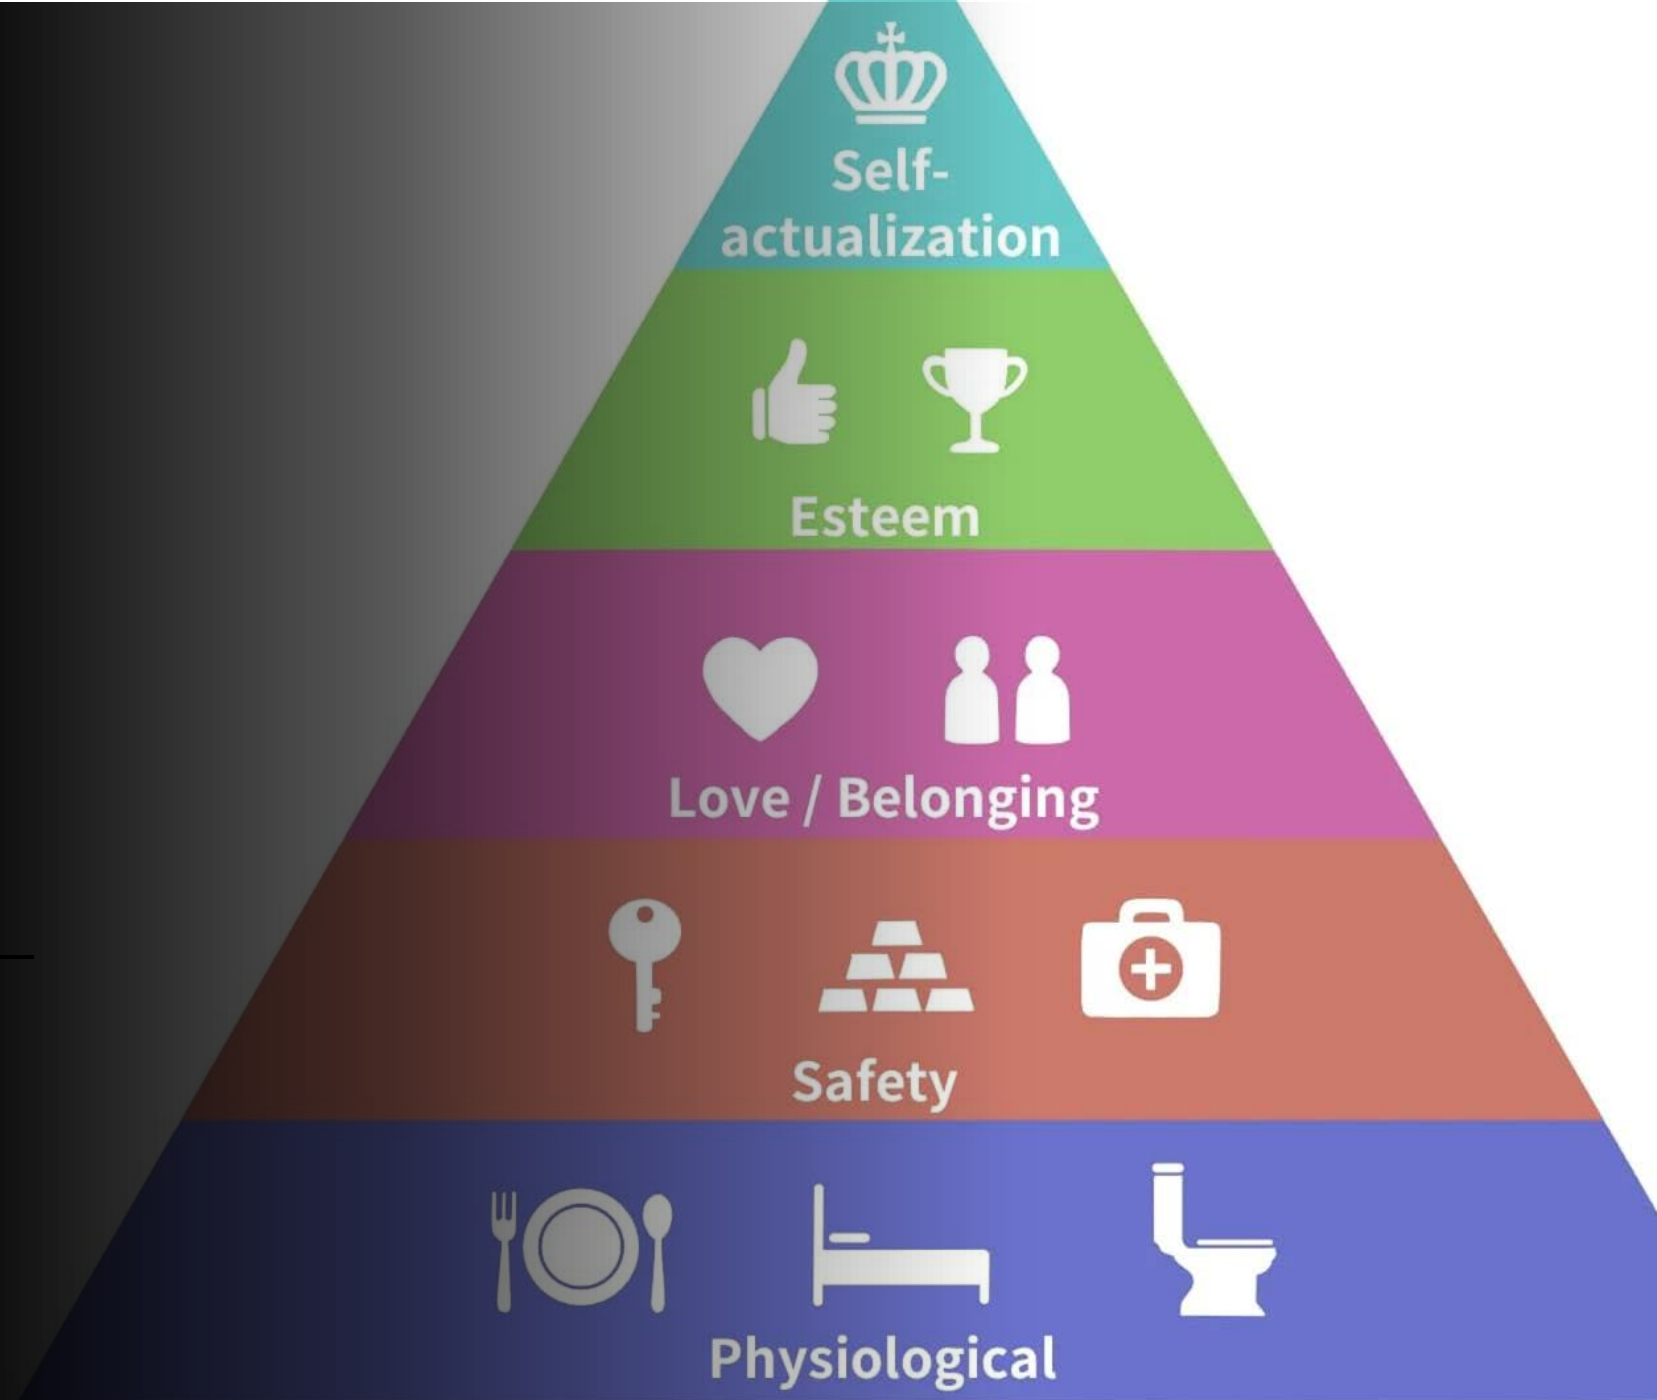 Self-
actualization
Esteem
Love / Belonging
Safety
Physiological